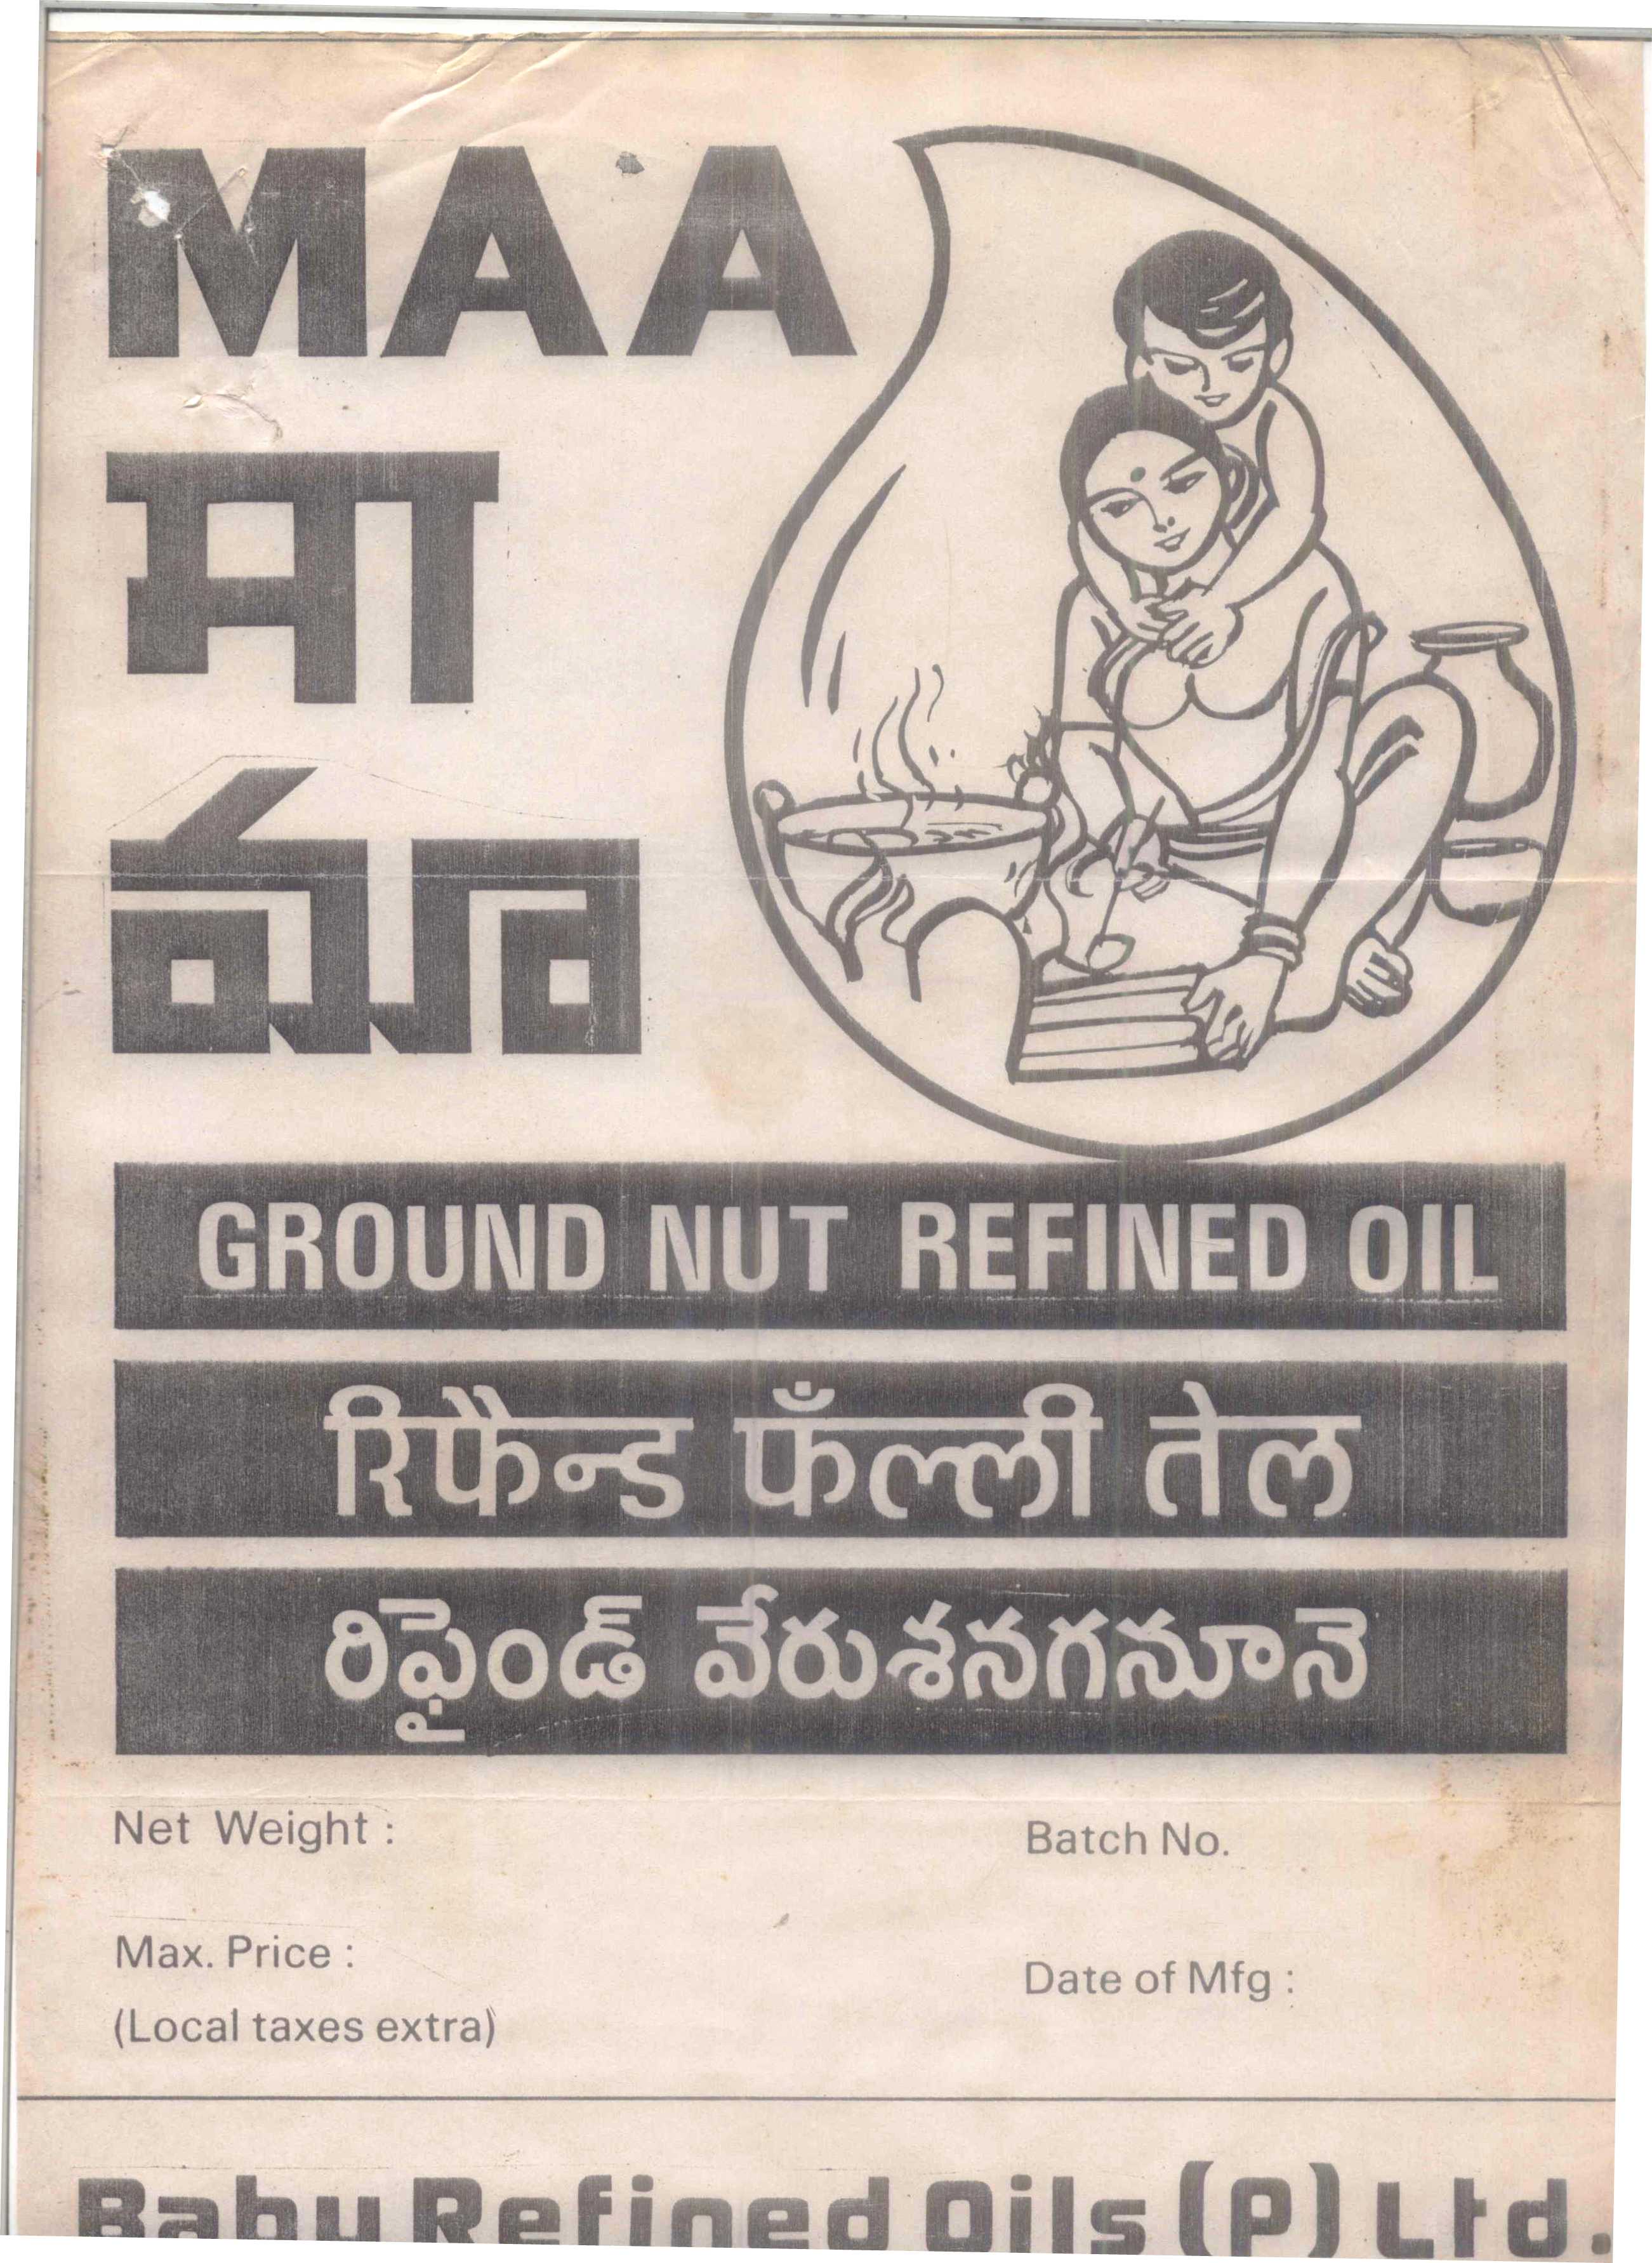 MAA
मा
మా
GROUND NUT REFINED OIL
रिफैन्ड फँल्ली तेल
రిఫైండ్ వేరుశనగనూనె
Net Weight :
Batch No.
Max. Price :
Date of Mfg :
(Local taxes extra)
Babu Refined Oils (P) Ltd.